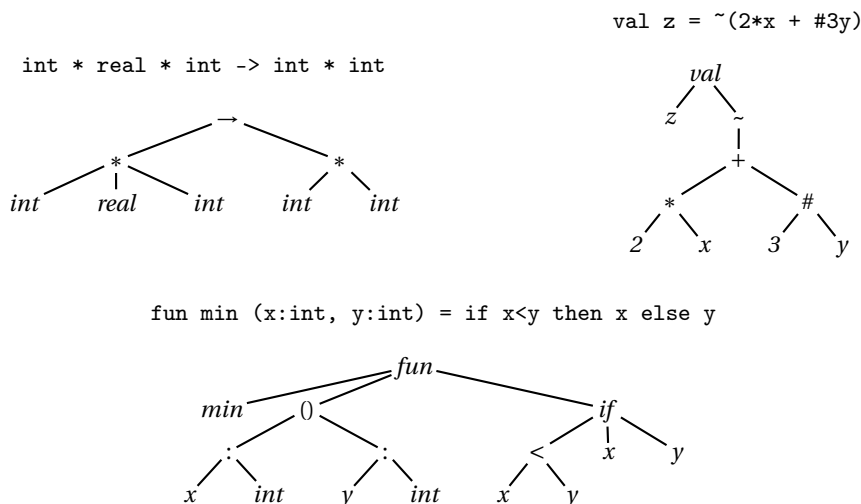 val z = ~(2*x + #3y)
int * real * int -> int * int
val
→
z ~
* *
+
int real int int int
* #
2 x 3 y
fun min (x:int, y:int) = if x<y then x else y
fun
min () if
: : < x y
x int y int x y